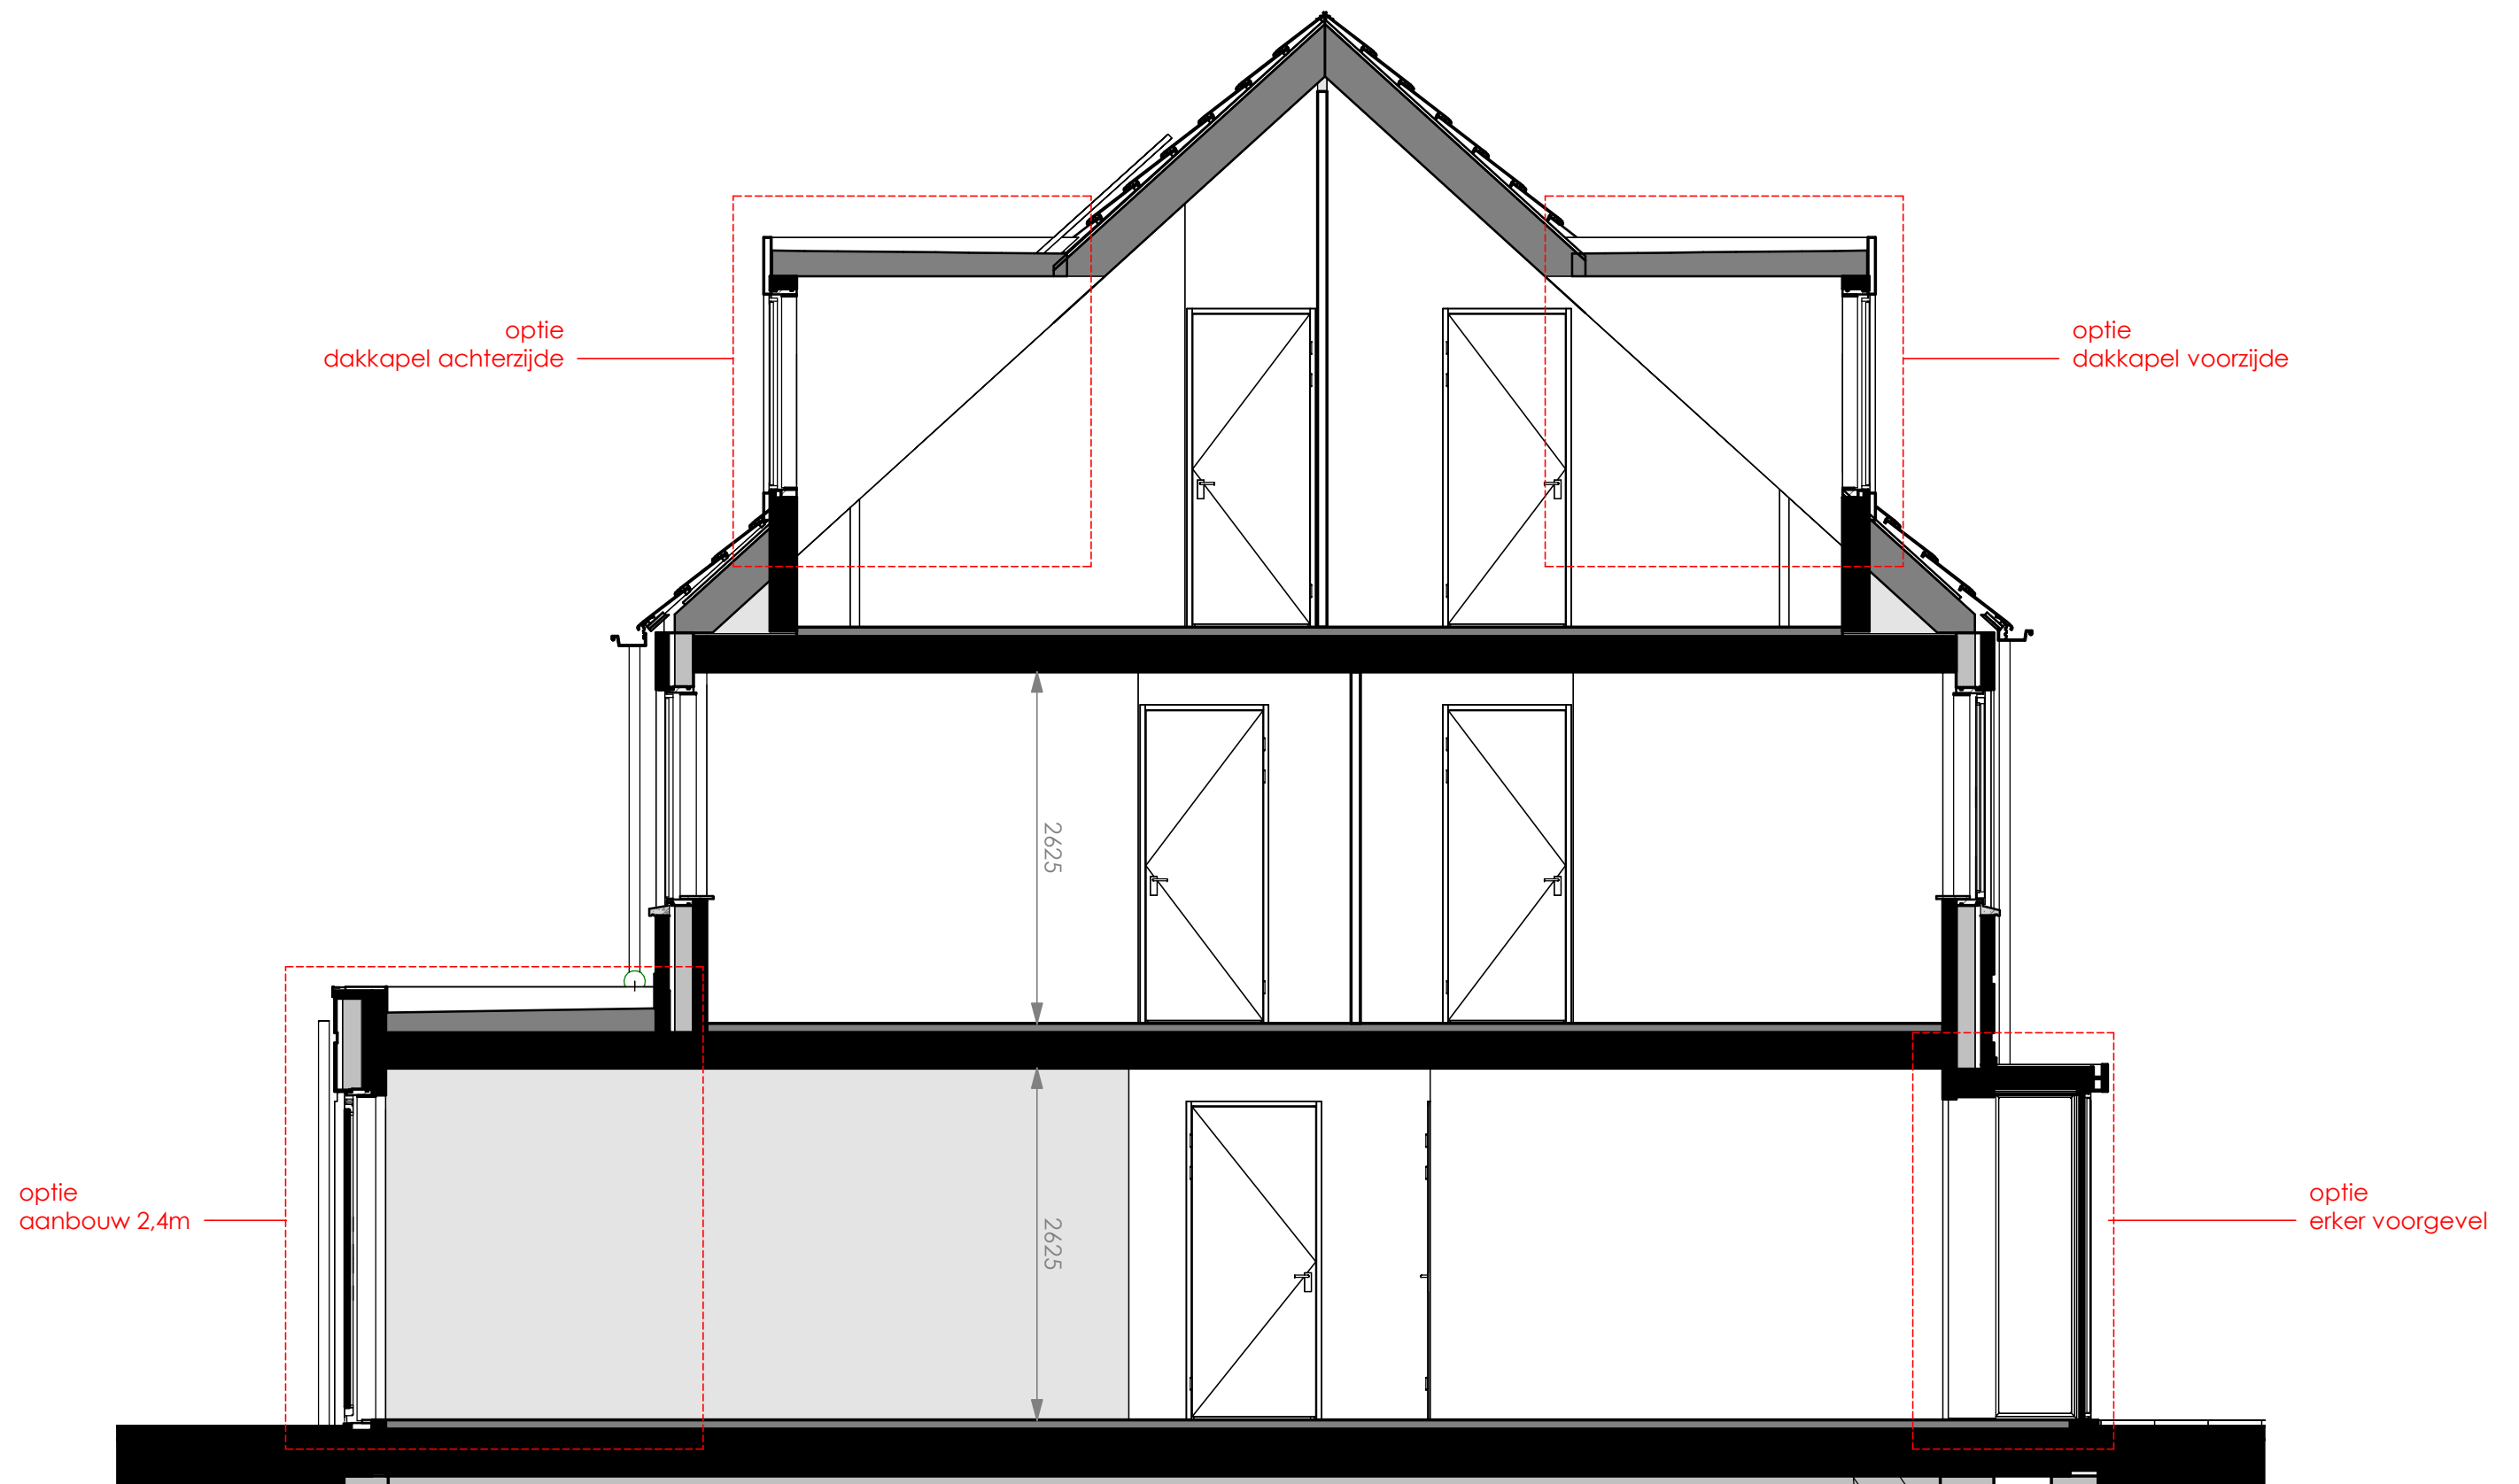 optie
dakkapel achterzijde
optie
dakkapel voorzijde
2625
optie
aanbouw 2,4m
2625
optie
erker voorgevel